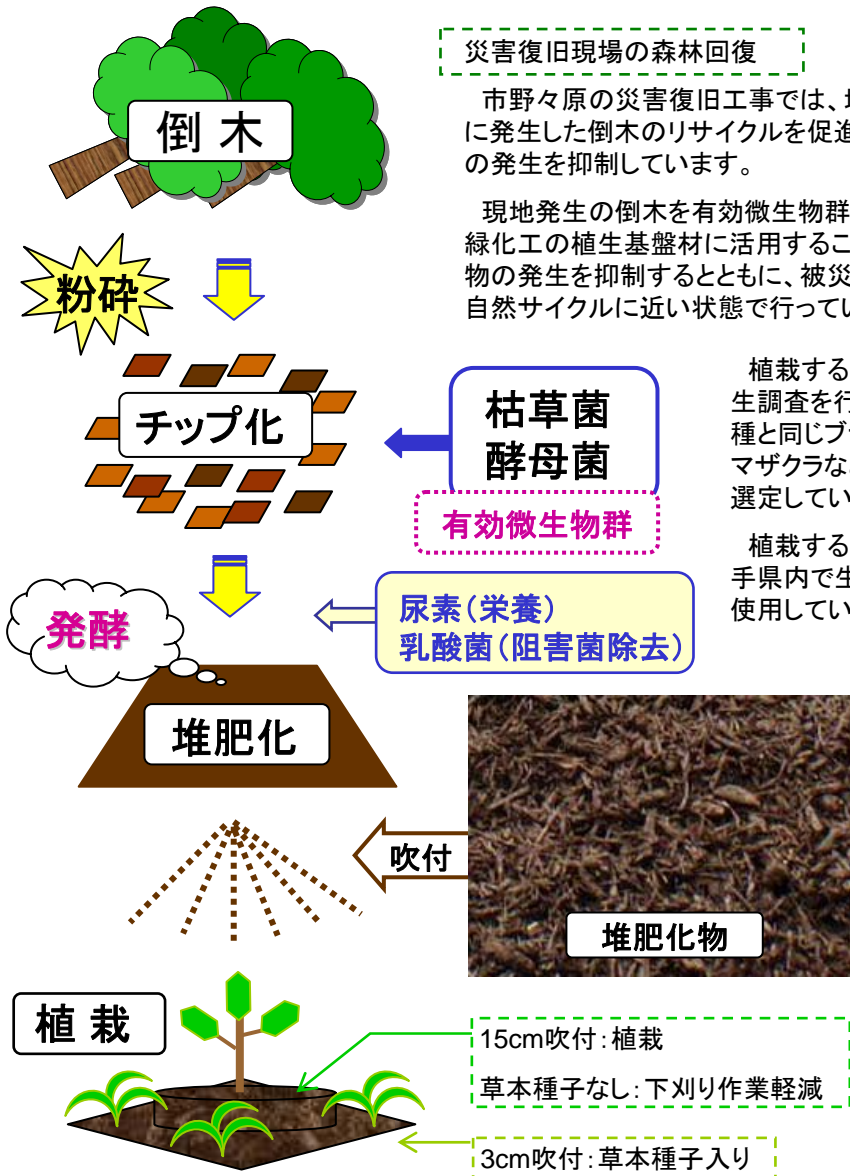 災害復旧現場の森林回復
市野々原の災害復旧工事では、
に発生した倒木のリサイクルを促進
の発生を抑制しています。
現地発生の倒木を有効微生物群
緑化工の植生基盤材に活用するこ
物の発生を抑制するとともに、被災
自然サイクルに近い状態で行ってい
倒木
粉砕
チップ化
枯草菌
酵母菌
有効微生物群
植栽する
生調査を行
種と同じブ
マザクラな
選定してい
植栽する
手県内で生
使用してい
発酵
尿素（栄養）
乳酸菌（阻害菌除去）
堆肥化
吹付
堆肥化物
植栽
15cm吹付：植栽
草本種子なし：下刈り作業軽減
3cm吹付：草本種子入り